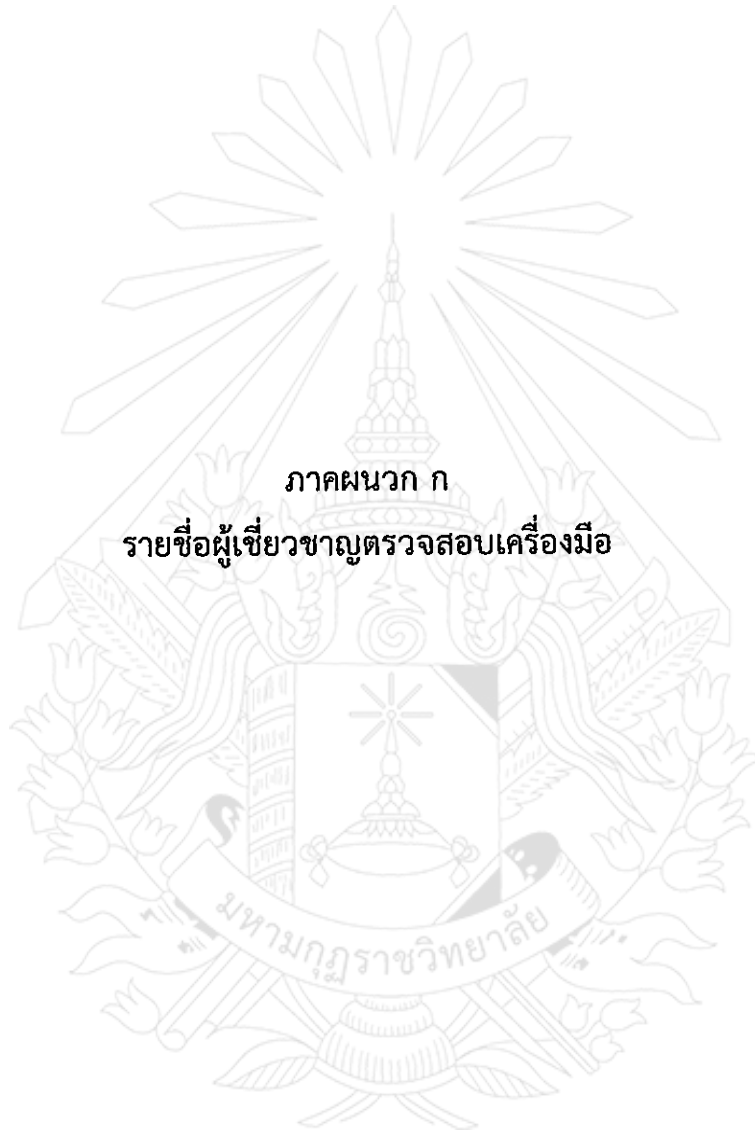 ภาคผนวก ก
รายชื่อผู้เชี่ยวชาญตรวจสอบเครื่องมือ
มหามกุฏราชวิทยาลัย